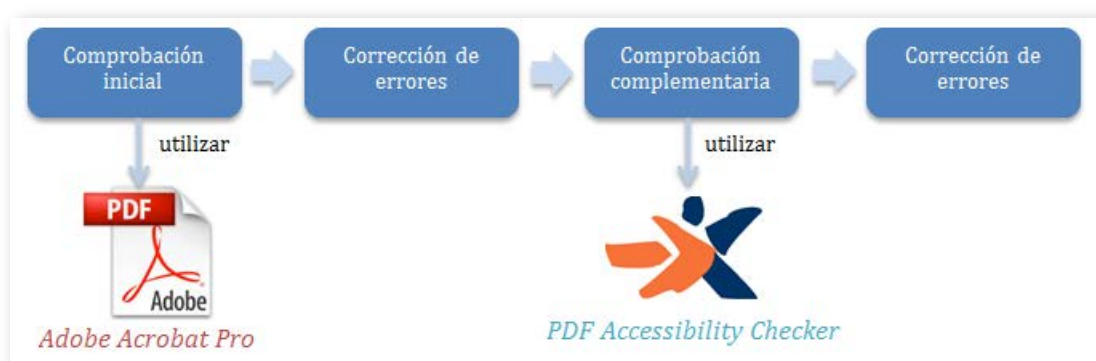 Comprobación
inicial
Corrección de
errores
Comprobación
complementaria
Corrección de
errores
utilizar
utilizar
PDF
Adobe
Adobe Acrobat Pro
PDF Accessibility Checker